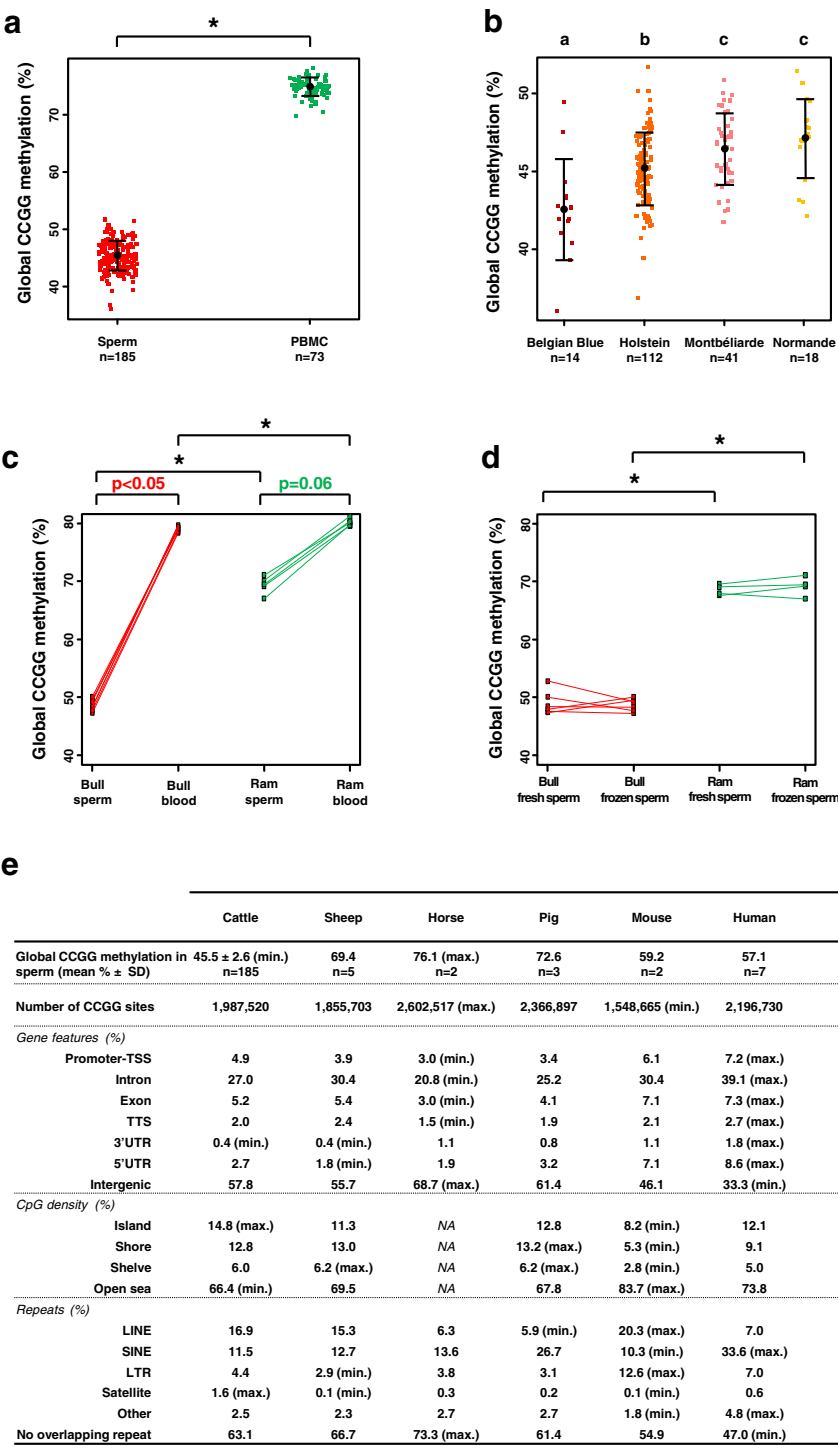 a
*
Global CCGG methylation (%)
70
60
50
40
Sperm
n=185
PBMC
n=73
b
a b c c
Global CCGG methylation (%)
50
45
40
Belgian Blue
n=14
Holstein
n=112
Montbéliarde
n=41
Normande
n=18
c
*
*
p<0.05
p=0.06
Global CCGG methylation (%)
80
70
60
50
40
Bull
sperm
Bull
blood
Ram
sperm
Ram
blood
d
*
*
Global CCGG methylation (%)
80
70
60
50
40
Bull
fresh sperm
Bull
frozen sperm
Ram
fresh sperm
Ram
frozen sperm
e
Cattle Sheep Horse Pig Mouse Human
Global CCGG methylation in 45.5 ± 2.6 (min.) 69.4 76.1 (max.) 72.6 59.2 57.1
sperm (mean % ± SD) n=185 n=5 n=2 n=3 n=2 n=7
Number of CCGG sites 1,987,520 1,855,703 2,602,517 (max.) 2,366,897 1,548,665 (min.) 2,196,730
Gene features (%)
Promoter-TSS 4.9 3.9 3.0 (min.) 3.4 6.1 7.2 (max.)
Intron 27.0 30.4 20.8 (min.) 25.2 30.4 39.1 (max.)
Exon 5.2 5.4 3.0 (min.) 4.1 7.1 7.3 (max.)
TTS 2.0 2.4 1.5 (min.) 1.9 2.1 2.7 (max.)
3'UTR 0.4 (min.) 0.4 (min.) 1.1 0.8 1.1 1.8 (max.)
5'UTR 2.7 1.8 (min.) 1.9 3.2 7.1 8.6 (max.)
Intergenic 57.8 55.7 68.7 (max.) 61.4 46.1 33.3 (min.)
CpG density (%)
Island 14.8 (max.) 11.3 NA 12.8 8.2 (min.) 12.1
Shore 12.8 13.0 NA 13.2 (max.) 5.3 (min.) 9.1
Shelve 6.0 6.2 (max.) NA 6.2 (max.) 2.8 (min.) 5.0
Open sea 66.4 (min.) 69.5 NA 67.8 83.7 (max.) 73.8
Repeats (%)
LINE 16.9 15.3 6.3 5.9 (min.) 20.3 (max.) 7.0
SINE 11.5 12.7 13.6 26.7 10.3 (min.) 33.6 (max.)
LTR 4.4 2.9 (min.) 3.8 3.1 12.6 (max.) 7.0
Satellite 1.6 (max.) 0.1 (min.) 0.3 0.2 0.1 (min.) 0.6
Other 2.5 2.3 2.7 2.7 1.8 (min.) 4.8 (max.)
No overlapping repeat 63.1 66.7 73.3 (max.) 61.4 54.9 47.0 (min.)